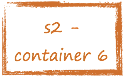 s2 -
container 6